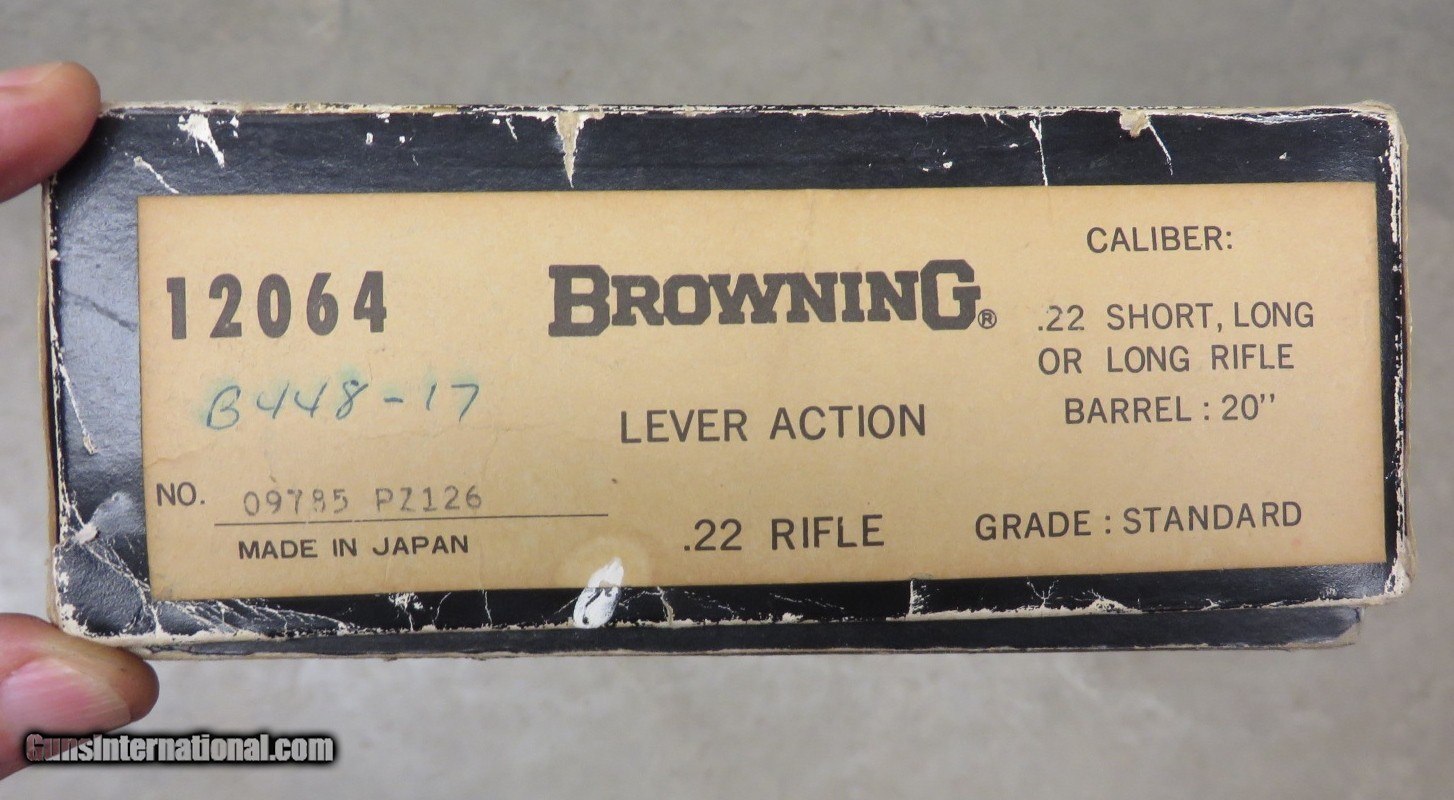 12064
B448-17
NO. 09785 PZ126
MADE IN JAPAN
BROWNING®
LEVER ACTION
.22 RIFLE
CALIBER:
.22 SHORT, LONG
OR LONG RIFLE
BARREL : 20"
GRADE : STANDARD
GunsInternational.com